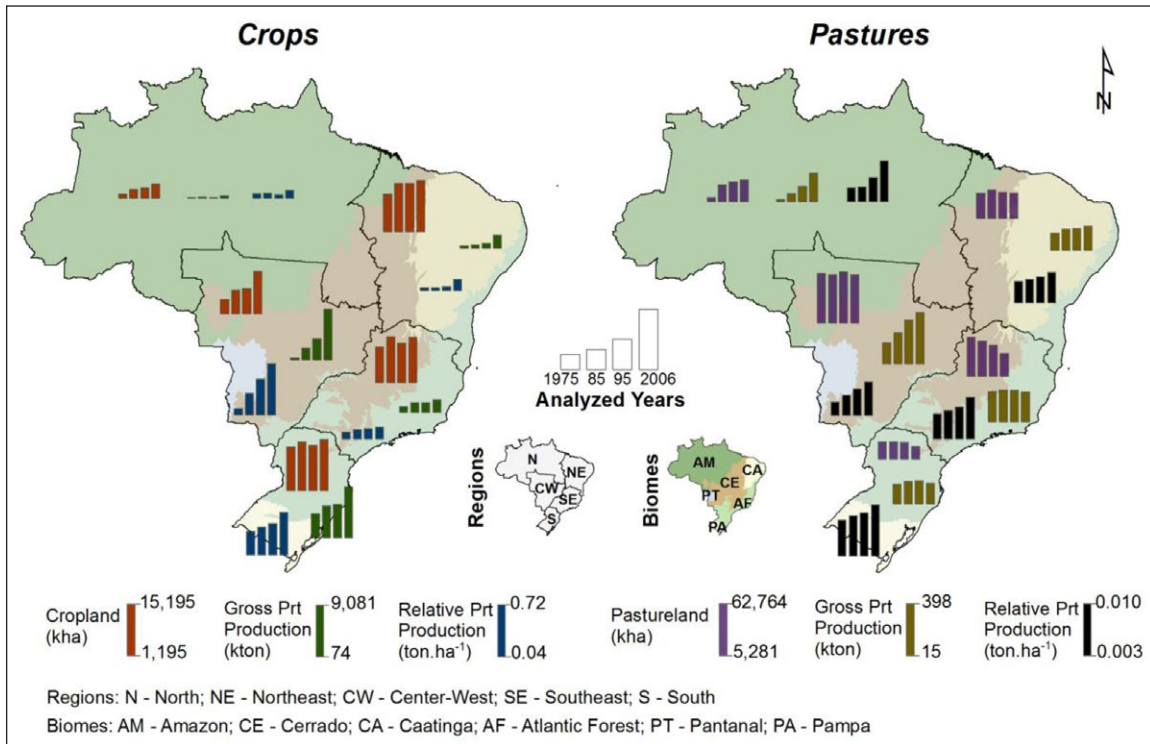 Crops
Pastures
N
1975 85 95 2006
Analyzed Years
Regions
N
NE
CW
SE
S
Biomes
AM
CA
CE
PT
AF
PA
Cropland
(kha)
15,195
1,195
Gross Prt
Production
(kton)
9,081
74
Relative Prt
Production
(ton.ha⁻¹)
0.72
0.04
Pastureland
(kha)
62,764
5,281
Gross Prt
Production
(kton)
398
15
Relative Prt
Production
(ton.ha⁻¹)
0.010
0.003
Regions: N - North; NE - Northeast; CW - Center-West; SE - Southeast; S - South
Biomes: AM - Amazon; CE - Cerrado; CA - Caatinga; AF - Atlantic Forest; PT - Pantanal; PA - Pampa